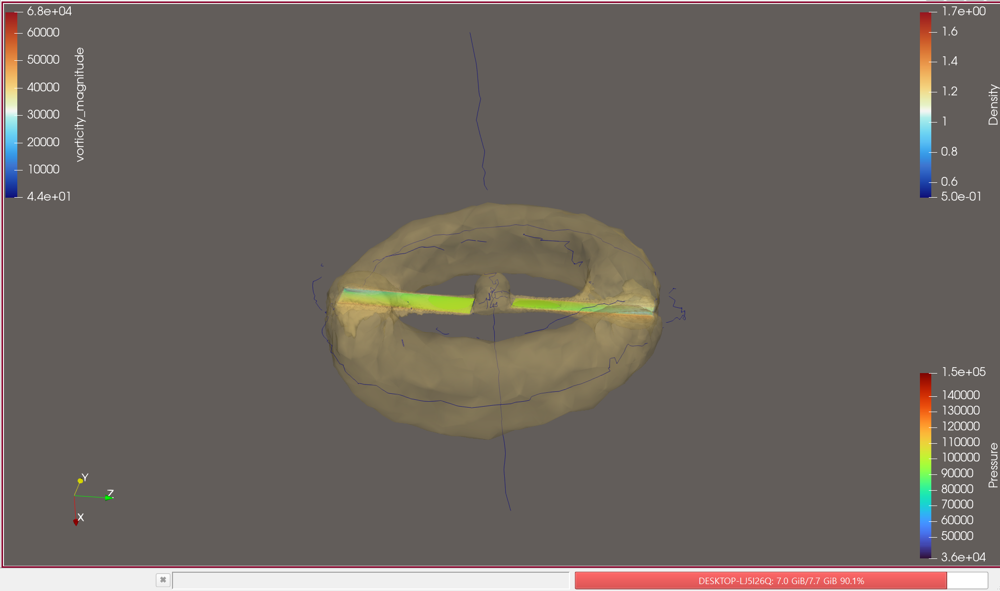 6.8e+04
60000
50000
40000
30000
20000
10000
4.4e+01
vorticity_magnitude
1.7e+00
1.6
1.4
1.2
1
0.8
0.6
5.0e-01
Density
1.5e+05
140000
130000
120000
110000
100000
90000
80000
70000
60000
50000
3.6e+04
Pressure
Y
Z
X
DESKTOP-LJ5I26Q: 7.0 GiB/7.7 GiB 90.1%